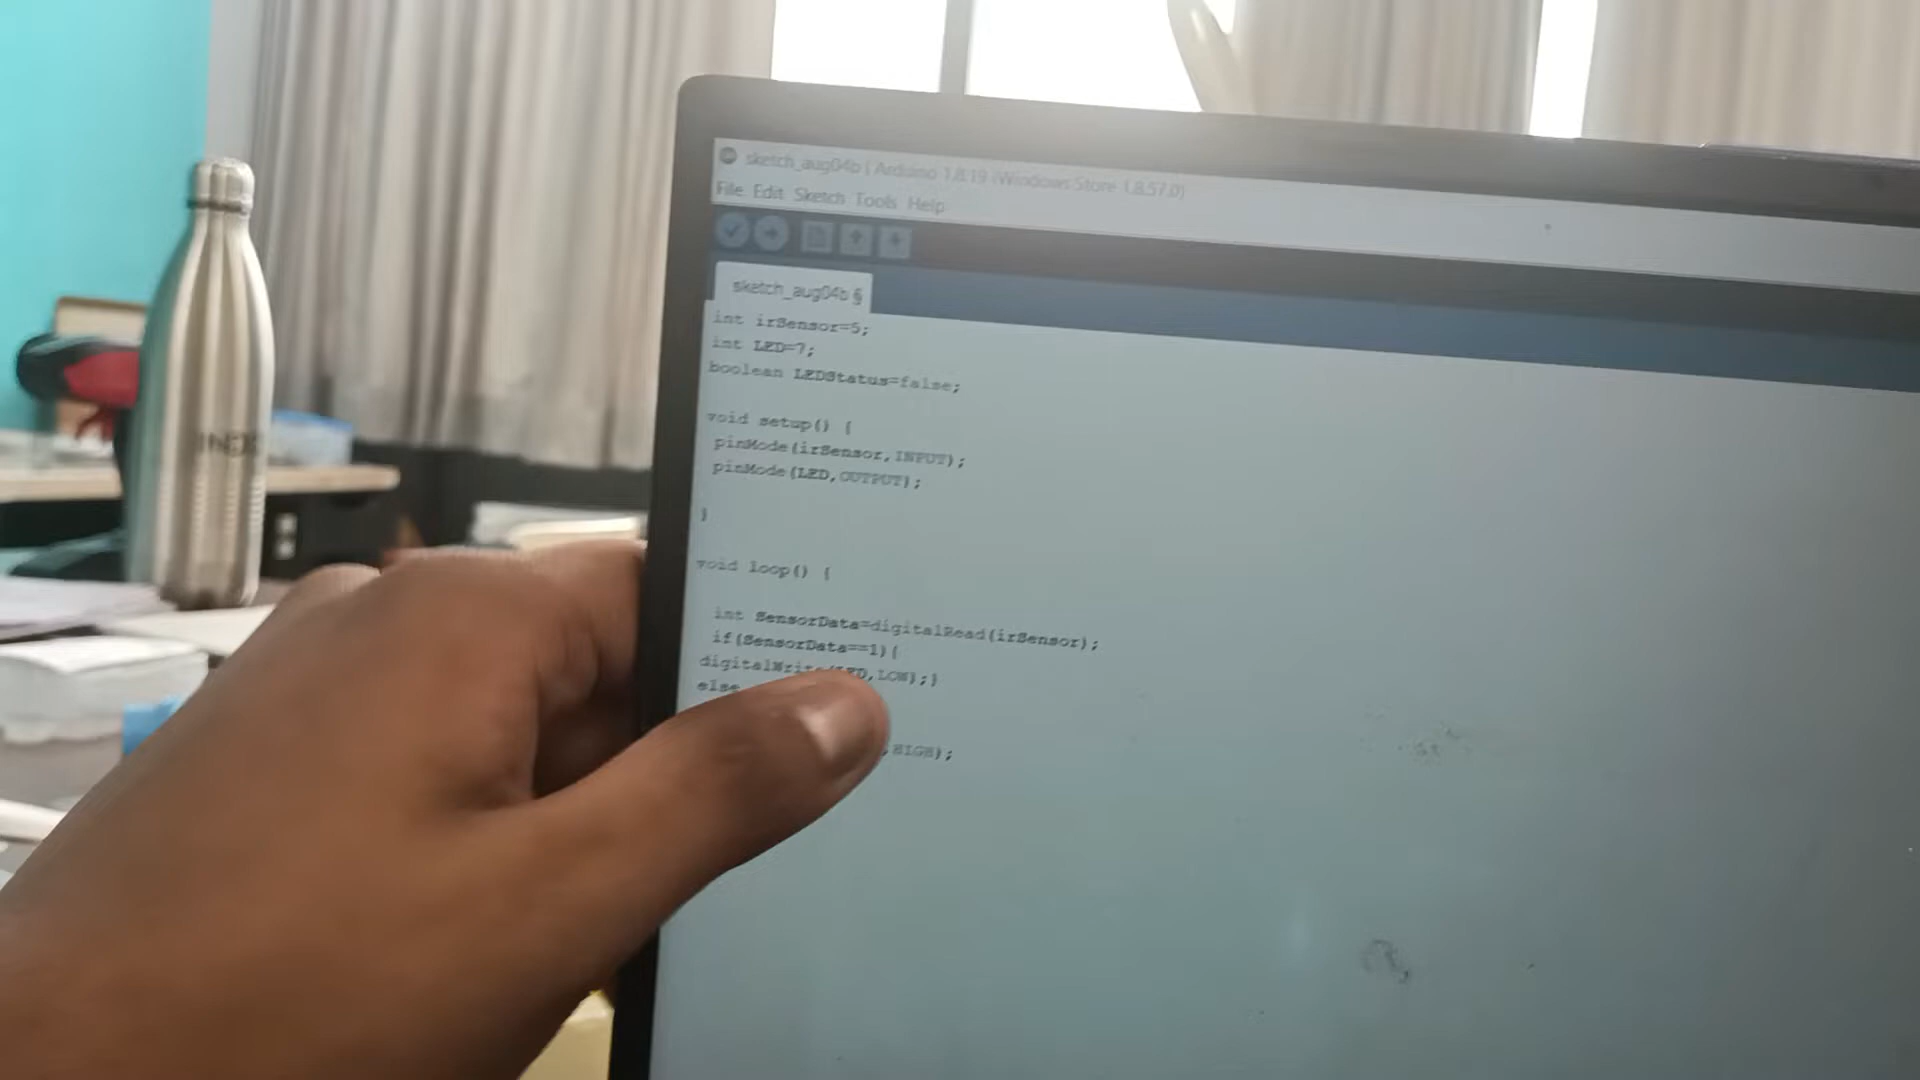 sketch_aug04b | Arduino 1.8.19 (Windows Store 1.8.57.0)
File Edit Sketch Tools Help
sketch_aug04b §
int irSensor=5;
int LED=7;
boolean LEDStatus=false;
void setup() {
pinMode(irSensor,INPUT);
pinMode(LED,OUTPUT);
}
void loop() {
int SensorData=digitalRead(irSensor);
if(SensorData==1){
digitalWrite(LED,LOW);}
else
,HIGH);